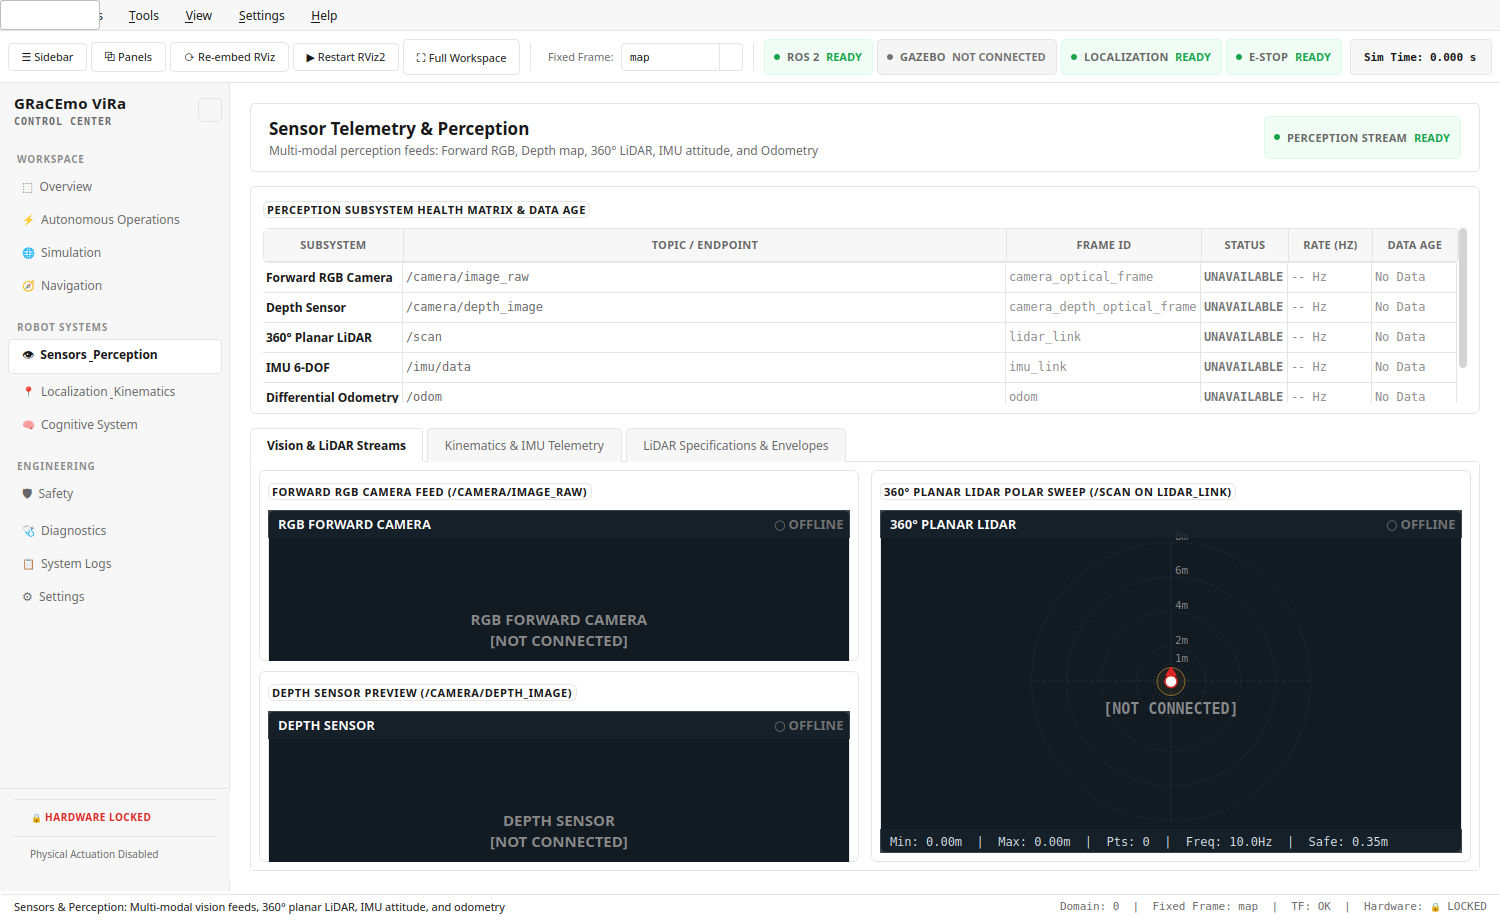 Tools View Settings Help
☰ Sidebar Panels ⟳ Re-embed RViz ▶ Restart RViz2 ⛶ Full Workspace Fixed Frame: map ● ROS 2 READY ● GAZEBO NOT CONNECTED ● LOCALIZATION READY ● E-STOP READY Sim Time: 0.000 s
GRaCEmo ViRa
CONTROL CENTER
WORKSPACE
Overview
Autonomous Operations
Simulation
Navigation
ROBOT SYSTEMS
Sensors _Perception
Localization _Kinematics
Cognitive System
ENGINEERING
Safety
Diagnostics
System Logs
Settings
HARDWARE LOCKED
Physical Actuation Disabled
Sensor Telemetry & Perception
Multi-modal perception feeds: Forward RGB, Depth map, 360° LiDAR, IMU attitude, and Odometry
● PERCEPTION STREAM READY
PERCEPTION SUBSYSTEM HEALTH MATRIX & DATA AGE
SUBSYSTEM TOPIC / ENDPOINT FRAME ID STATUS RATE (HZ) DATA AGE
Forward RGB Camera /camera/image_raw camera_optical_frame UNAVAILABLE -- Hz No Data
Depth Sensor /camera/depth_image camera_depth_optical_frame UNAVAILABLE -- Hz No Data
360° Planar LiDAR /scan lidar_link UNAVAILABLE -- Hz No Data
IMU 6-DOF /imu/data imu_link UNAVAILABLE -- Hz No Data
Differential Odometry /odom odom UNAVAILABLE -- Hz No Data
Vision & LiDAR Streams Kinematics & IMU Telemetry LiDAR Specifications & Envelopes
FORWARD RGB CAMERA FEED (/CAMERA/IMAGE_RAW)
RGB FORWARD CAMERA ○ OFFLINE
RGB FORWARD CAMERA
[NOT CONNECTED]
DEPTH SENSOR PREVIEW (/CAMERA/DEPTH_IMAGE)
DEPTH SENSOR ○ OFFLINE
DEPTH SENSOR
[NOT CONNECTED]
360° PLANAR LIDAR POLAR SWEEP (/SCAN ON LIDAR_LINK)
360° PLANAR LIDAR ○ OFFLINE
8m
6m
4m
2m
1m
[NOT CONNECTED]
Min: 0.00m | Max: 0.00m | Pts: 0 | Freq: 10.0Hz | Safe: 0.35m
Sensors & Perception: Multi-modal vision feeds, 360° planar LiDAR, IMU attitude, and odometry
Domain: 0 | Fixed Frame: map | TF: OK | Hardware: 🔒 LOCKED